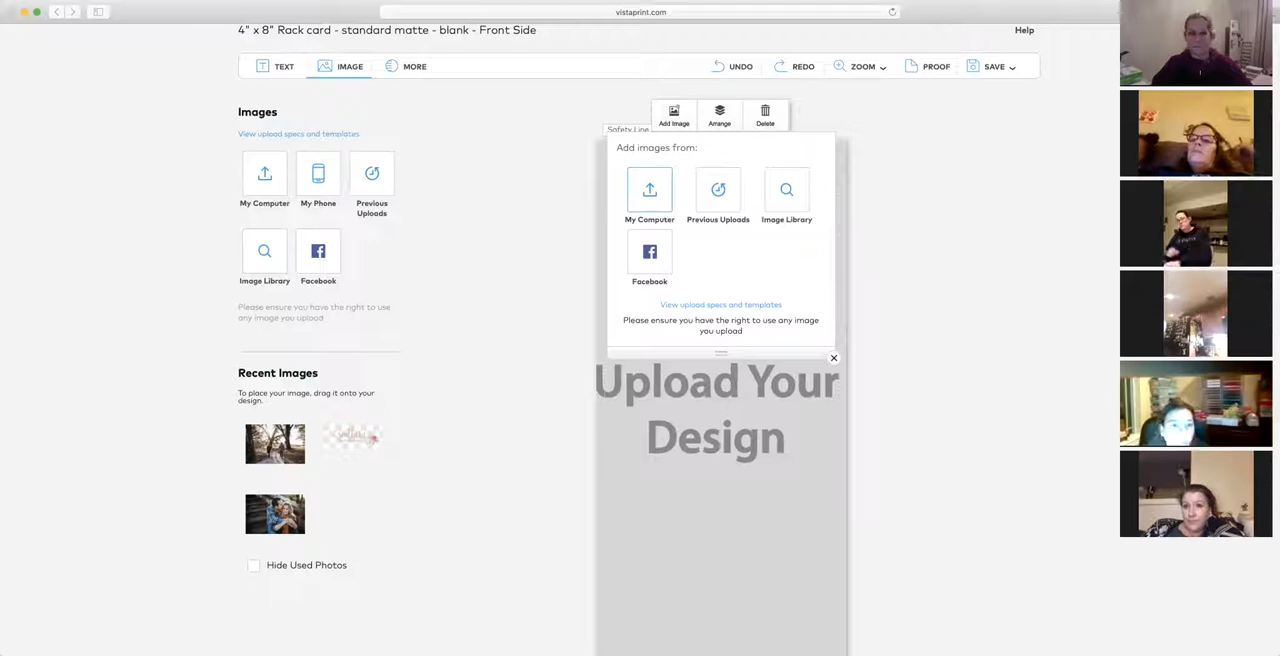 vistaprint.com
4" x 8" Rack card - standard matte - blank - Front Side
Help
TEXT
IMAGE
MORE
UNDO
REDO
ZOOM
PROOF
SAVE
Images
View upload specs and templates
My Computer
My Phone
Previous
Uploads
Image Library
Facebook
Please ensure you have the right to use
any image you upload
Recent Images
To place your image, drag it onto your
design.
Hide Used Photos
Add Image
Arrange
Delete
Safety Line
Add images from:
My Computer
Previous Uploads
Image Library
Facebook
View upload specs and templates
Please ensure you have the right to use any image
you upload
Upload Your
Design